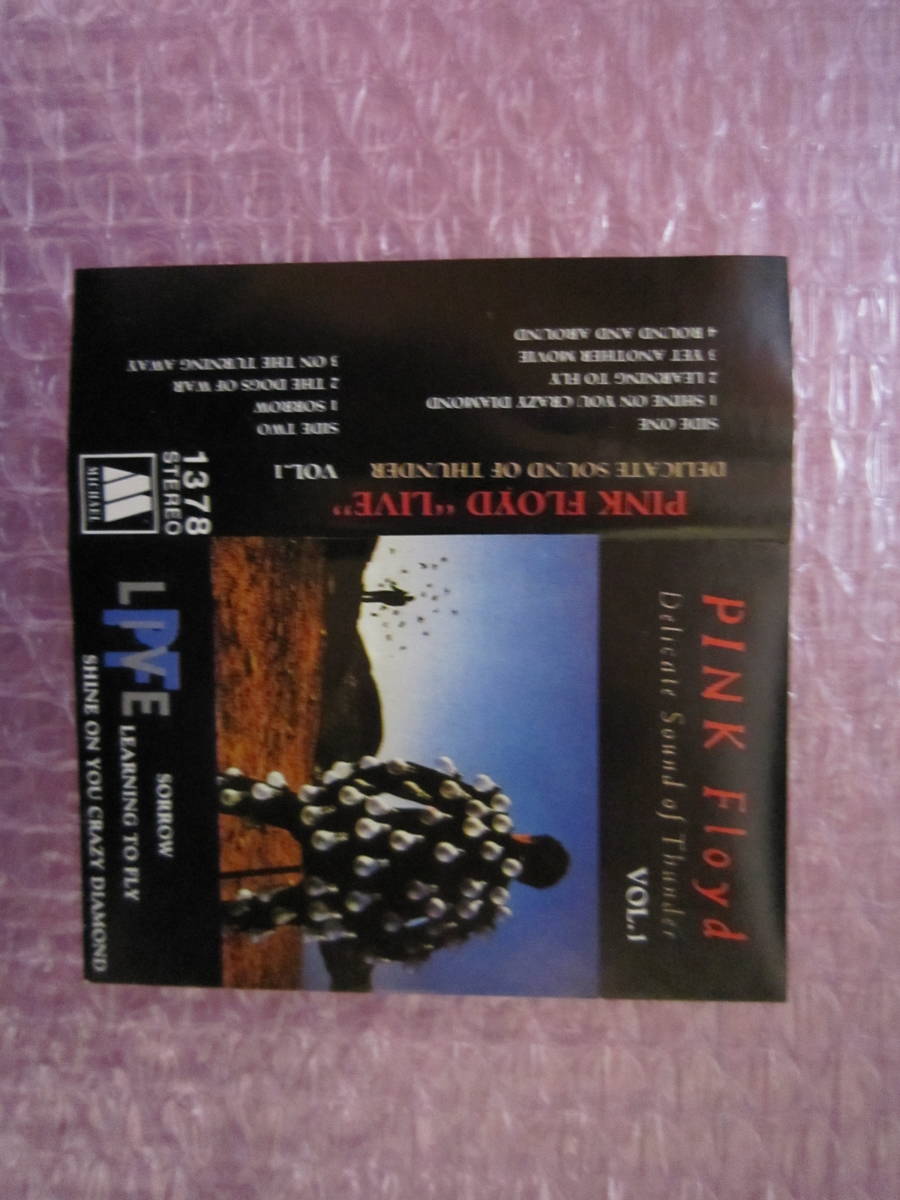 PINK Floyd
Delicate Sound of Thunder
VOL.1
LIVE
SORROW
LEARNING TO FLY
SHINE ON YOU CRAZY DIAMOND
1378
STEREO
M
MICHAEL
PINK FLOYD “LIVE”
DELICATE SOUND OF THUNDER VOL.1
SIDE ONE
1 SHINE ON YOU CRAZY DIAMOND
2 LEARNING TO FLY
3 YET ANOTHER MOVIE
4 ROUND AND AROUND
SIDE TWO
1 SORROW
2 THE DOGS OF WAR
3 ON THE TURNING AWAY